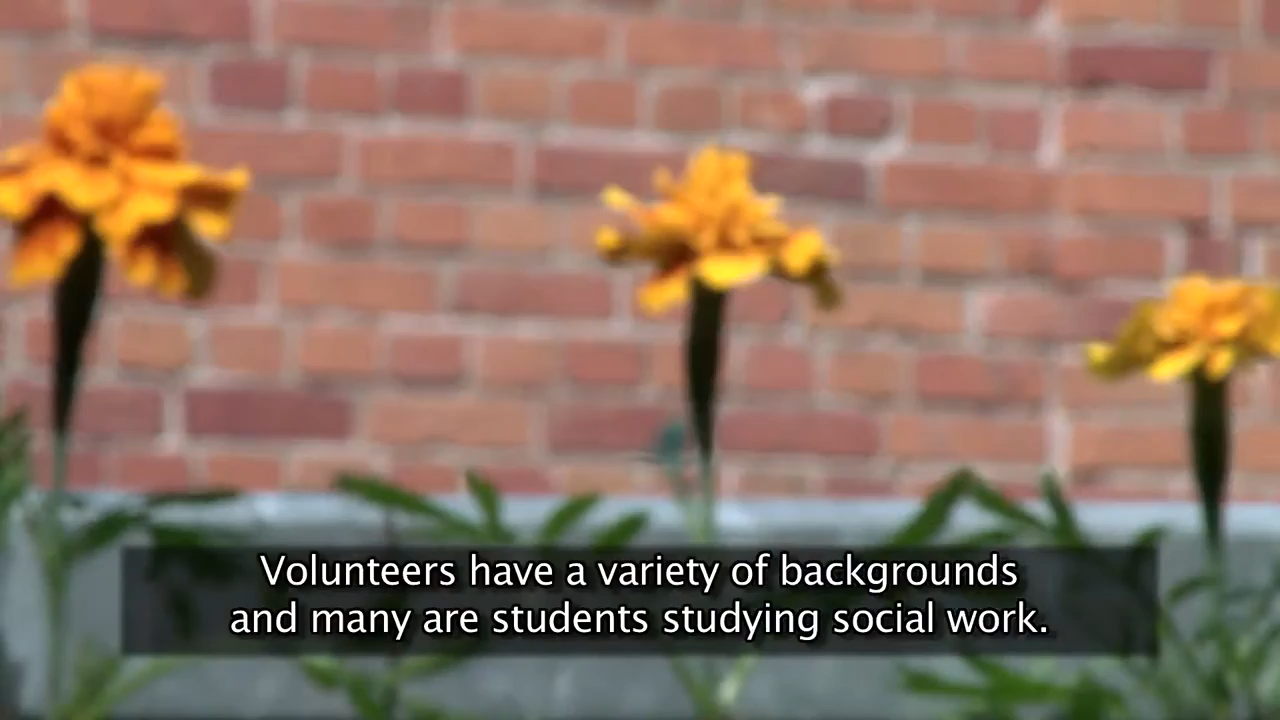 Volunteers have a variety of backgrounds
and many are students studying social work.